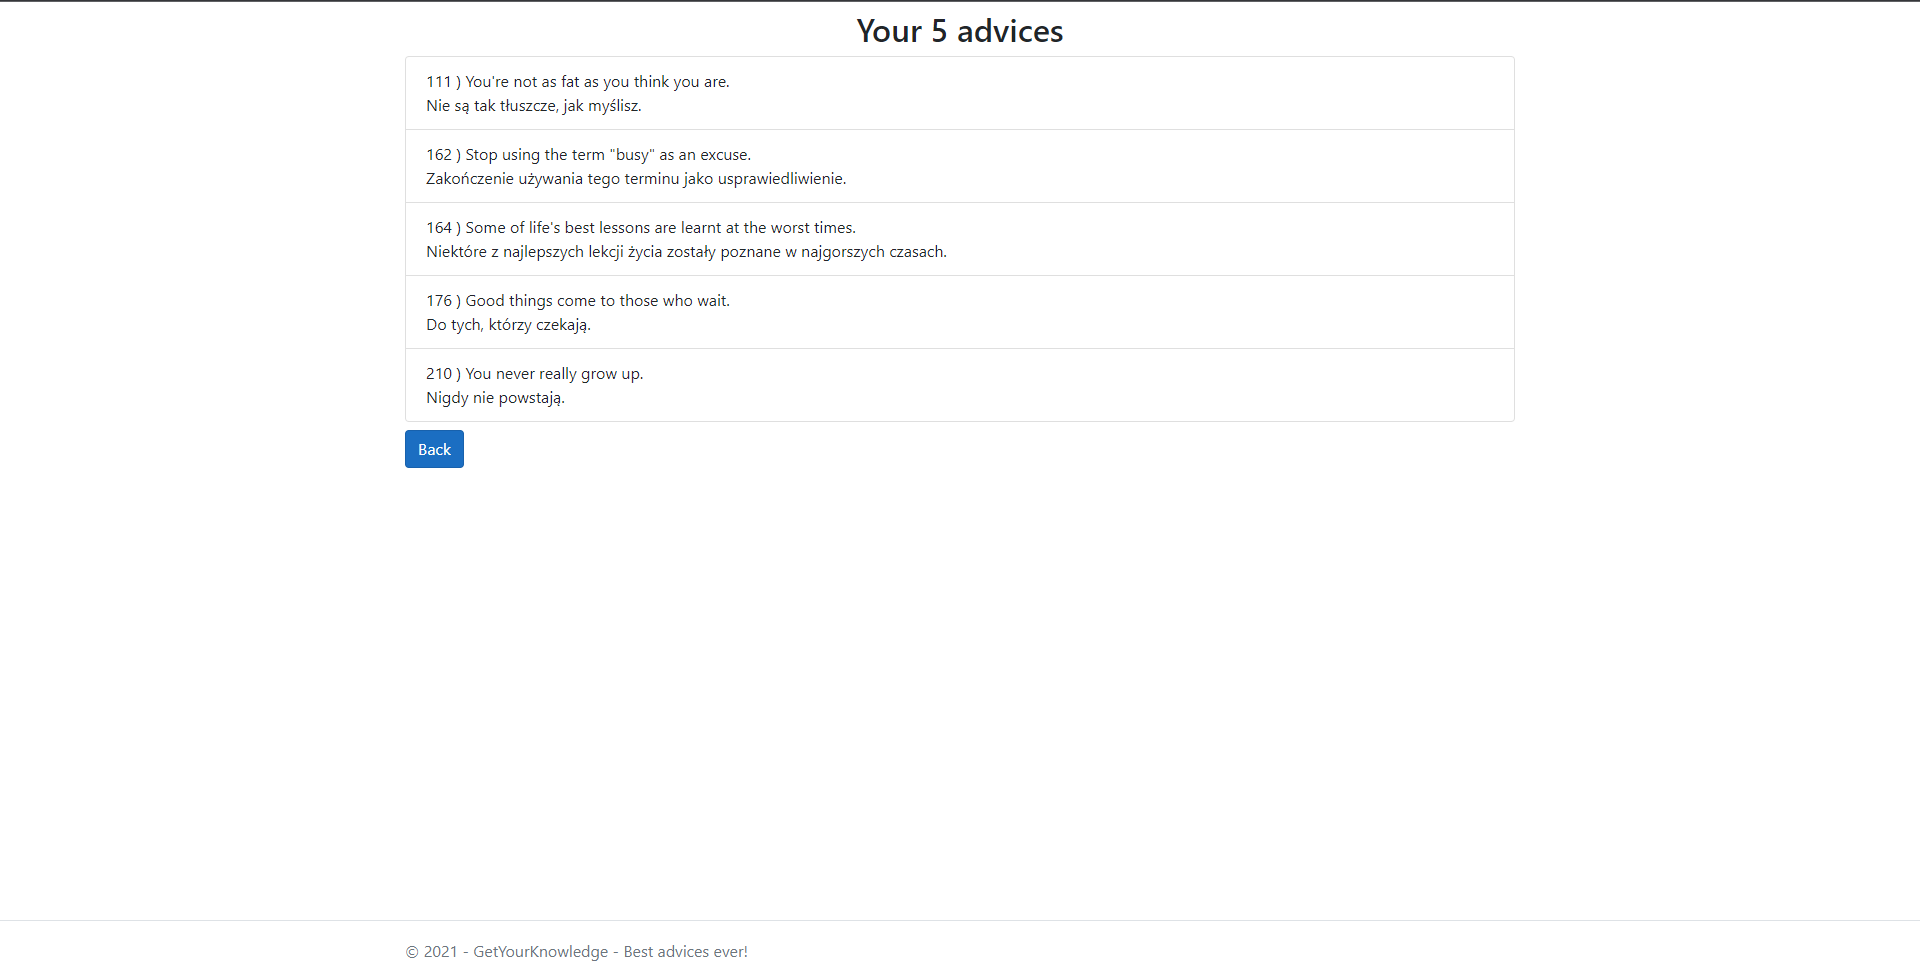 Your 5 advices
111 ) You're not as fat as you think you are.
Nie są tak tłuszcze, jak myślisz.
162 ) Stop using the term "busy" as an excuse.
Zakończenie używania tego terminu jako usprawiedliwienie.
164 ) Some of life's best lessons are learnt at the worst times.
Niektóre z najlepszych lekcji życia zostały poznane w najgorszych czasach.
176 ) Good things come to those who wait.
Do tych, którzy czekają.
210 ) You never really grow up.
Nigdy nie powstają.
Back
© 2021 - GetYourKnowledge - Best advices ever!